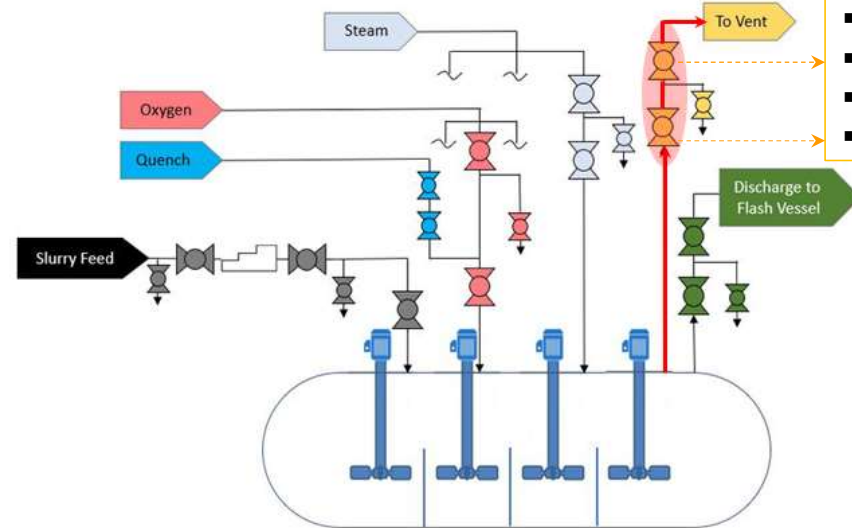 Steam
To Vent
Oxygen
Quench
Discharge to
Flash Vessel
Slurry Feed